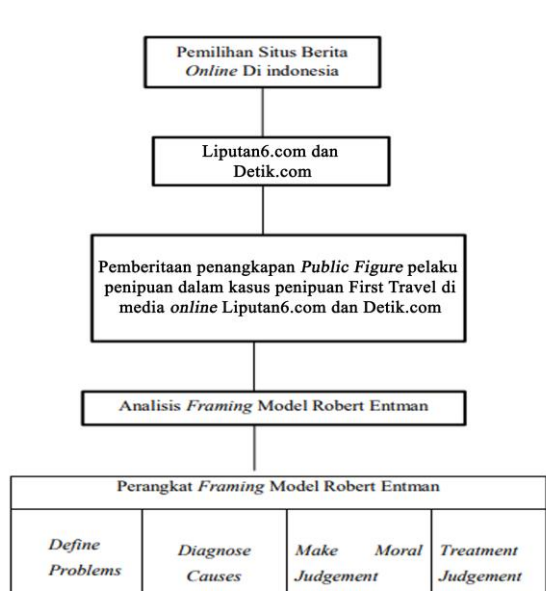 Pemilihan Situs Berita
Online Di indonesia
Liputan6.com dan
Detik.com
Pemberitaan penangkapan Public Figure pelaku
penipuan dalam kasus penipuan First Travel di
media online Liputan6.com dan Detik.com
Analisis Framing Model Robert Entman
Perangkat Framing Model Robert Entman
Define
Problems
Diagnose
Causes
Make Moral
Judgement
Treatment
Judgement